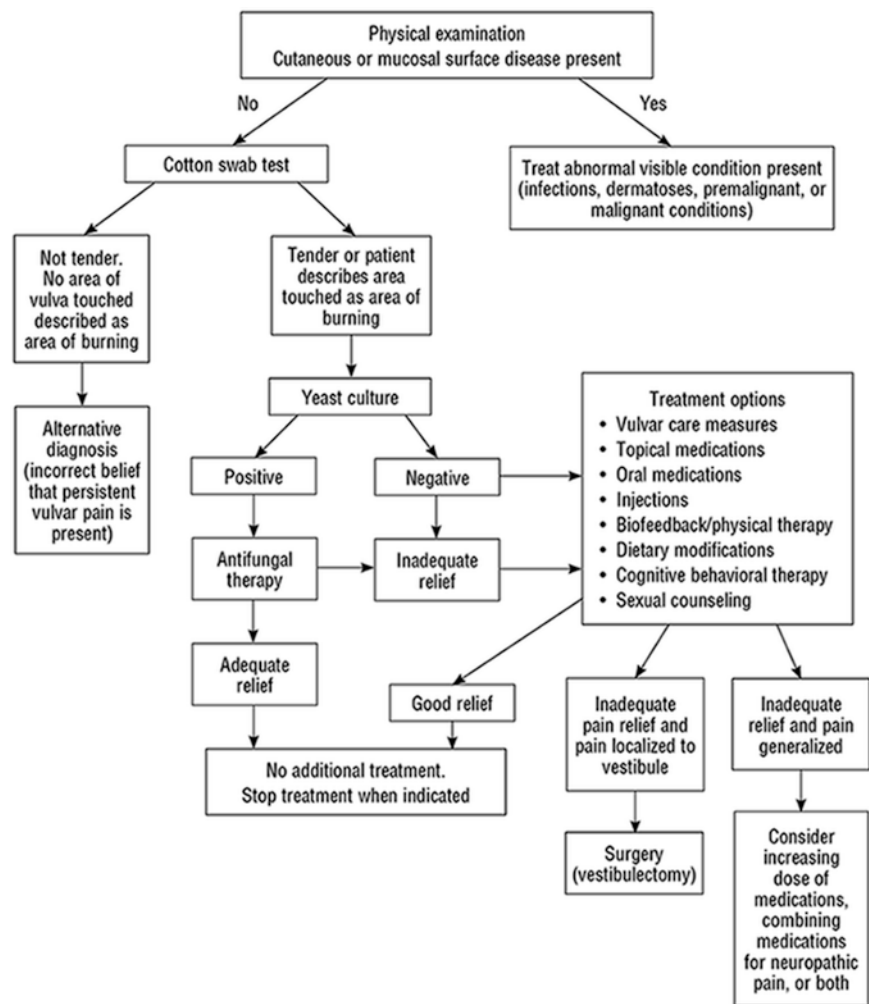 Physical examination
Cutaneous or mucosal surface disease present
No
Yes
Cotton swab test
Treat abnormal visible condition present
(infections, dermatoses, premalignant, or
malignant conditions)
Not tender.
No area of
vulva touched
described as
area of burning
Tender or patient
describes area
touched as area of
burning
Yeast culture
Alternative
diagnosis
(incorrect belief
that persistent
vulvar pain is
present)
Positive
Negative
Treatment options
• Vulvar care measures
• Topical medications
• Oral medications
• Injections
• Biofeedback/physical therapy
• Dietary modifications
• Cognitive behavioral therapy
• Sexual counseling
Antifungal
therapy
Inadequate
relief
Adequate
relief
Good relief
Inadequate
pain relief and
pain localized to
vestibule
Inadequate
relief and pain
generalized
No additional treatment.
Stop treatment when indicated
Surgery
(vestibulectomy)
Consider
increasing
dose of
medications,
combining
medications
for neuropathic
pain, or both